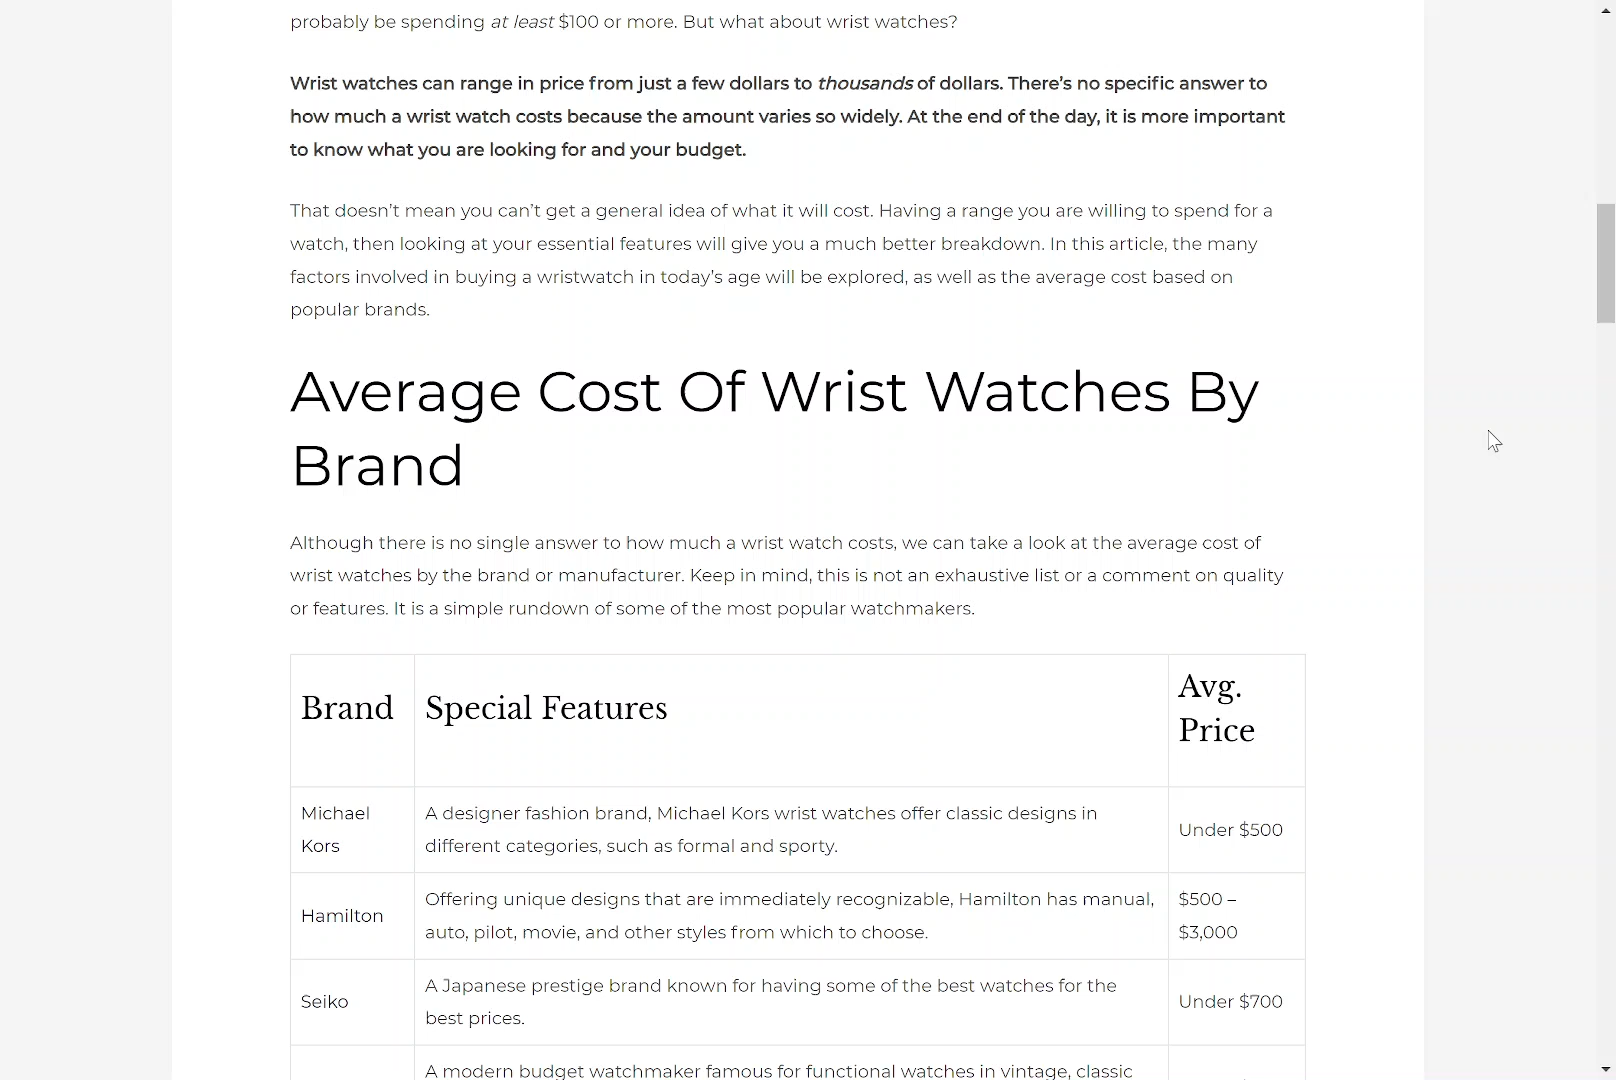 probably be spending at least $100 or more. But what about wrist watches?
Wrist watches can range in price from just a few dollars to thousands of dollars. There’s no specific answer to
how much a wrist watch costs because the amount varies so widely. At the end of the day, it is more important
to know what you are looking for and your budget.
That doesn’t mean you can’t get a general idea of what it will cost. Having a range you are willing to spend for a
watch, then looking at your essential features will give you a much better breakdown. In this article, the many
factors involved in buying a wristwatch in today’s age will be explored, as well as the average cost based on
popular brands.
Average Cost Of Wrist Watches By
Brand
Although there is no single answer to how much a wrist watch costs, we can take a look at the average cost of
wrist watches by the brand or manufacturer. Keep in mind, this is not an exhaustive list or a comment on quality
or features. It is a simple rundown of some of the most popular watchmakers.
Brand
Special Features
Avg.
Price
Michael
Kors
A designer fashion brand, Michael Kors wrist watches offer classic designs in
different categories, such as formal and sporty.
Under $500
Hamilton
Offering unique designs that are immediately recognizable, Hamilton has manual,
auto, pilot, movie, and other styles from which to choose.
$500 –
$3,000
Seiko
A Japanese prestige brand known for having some of the best watches for the
best prices.
Under $700
A modern budget watchmaker famous for functional watches in vintage, classic